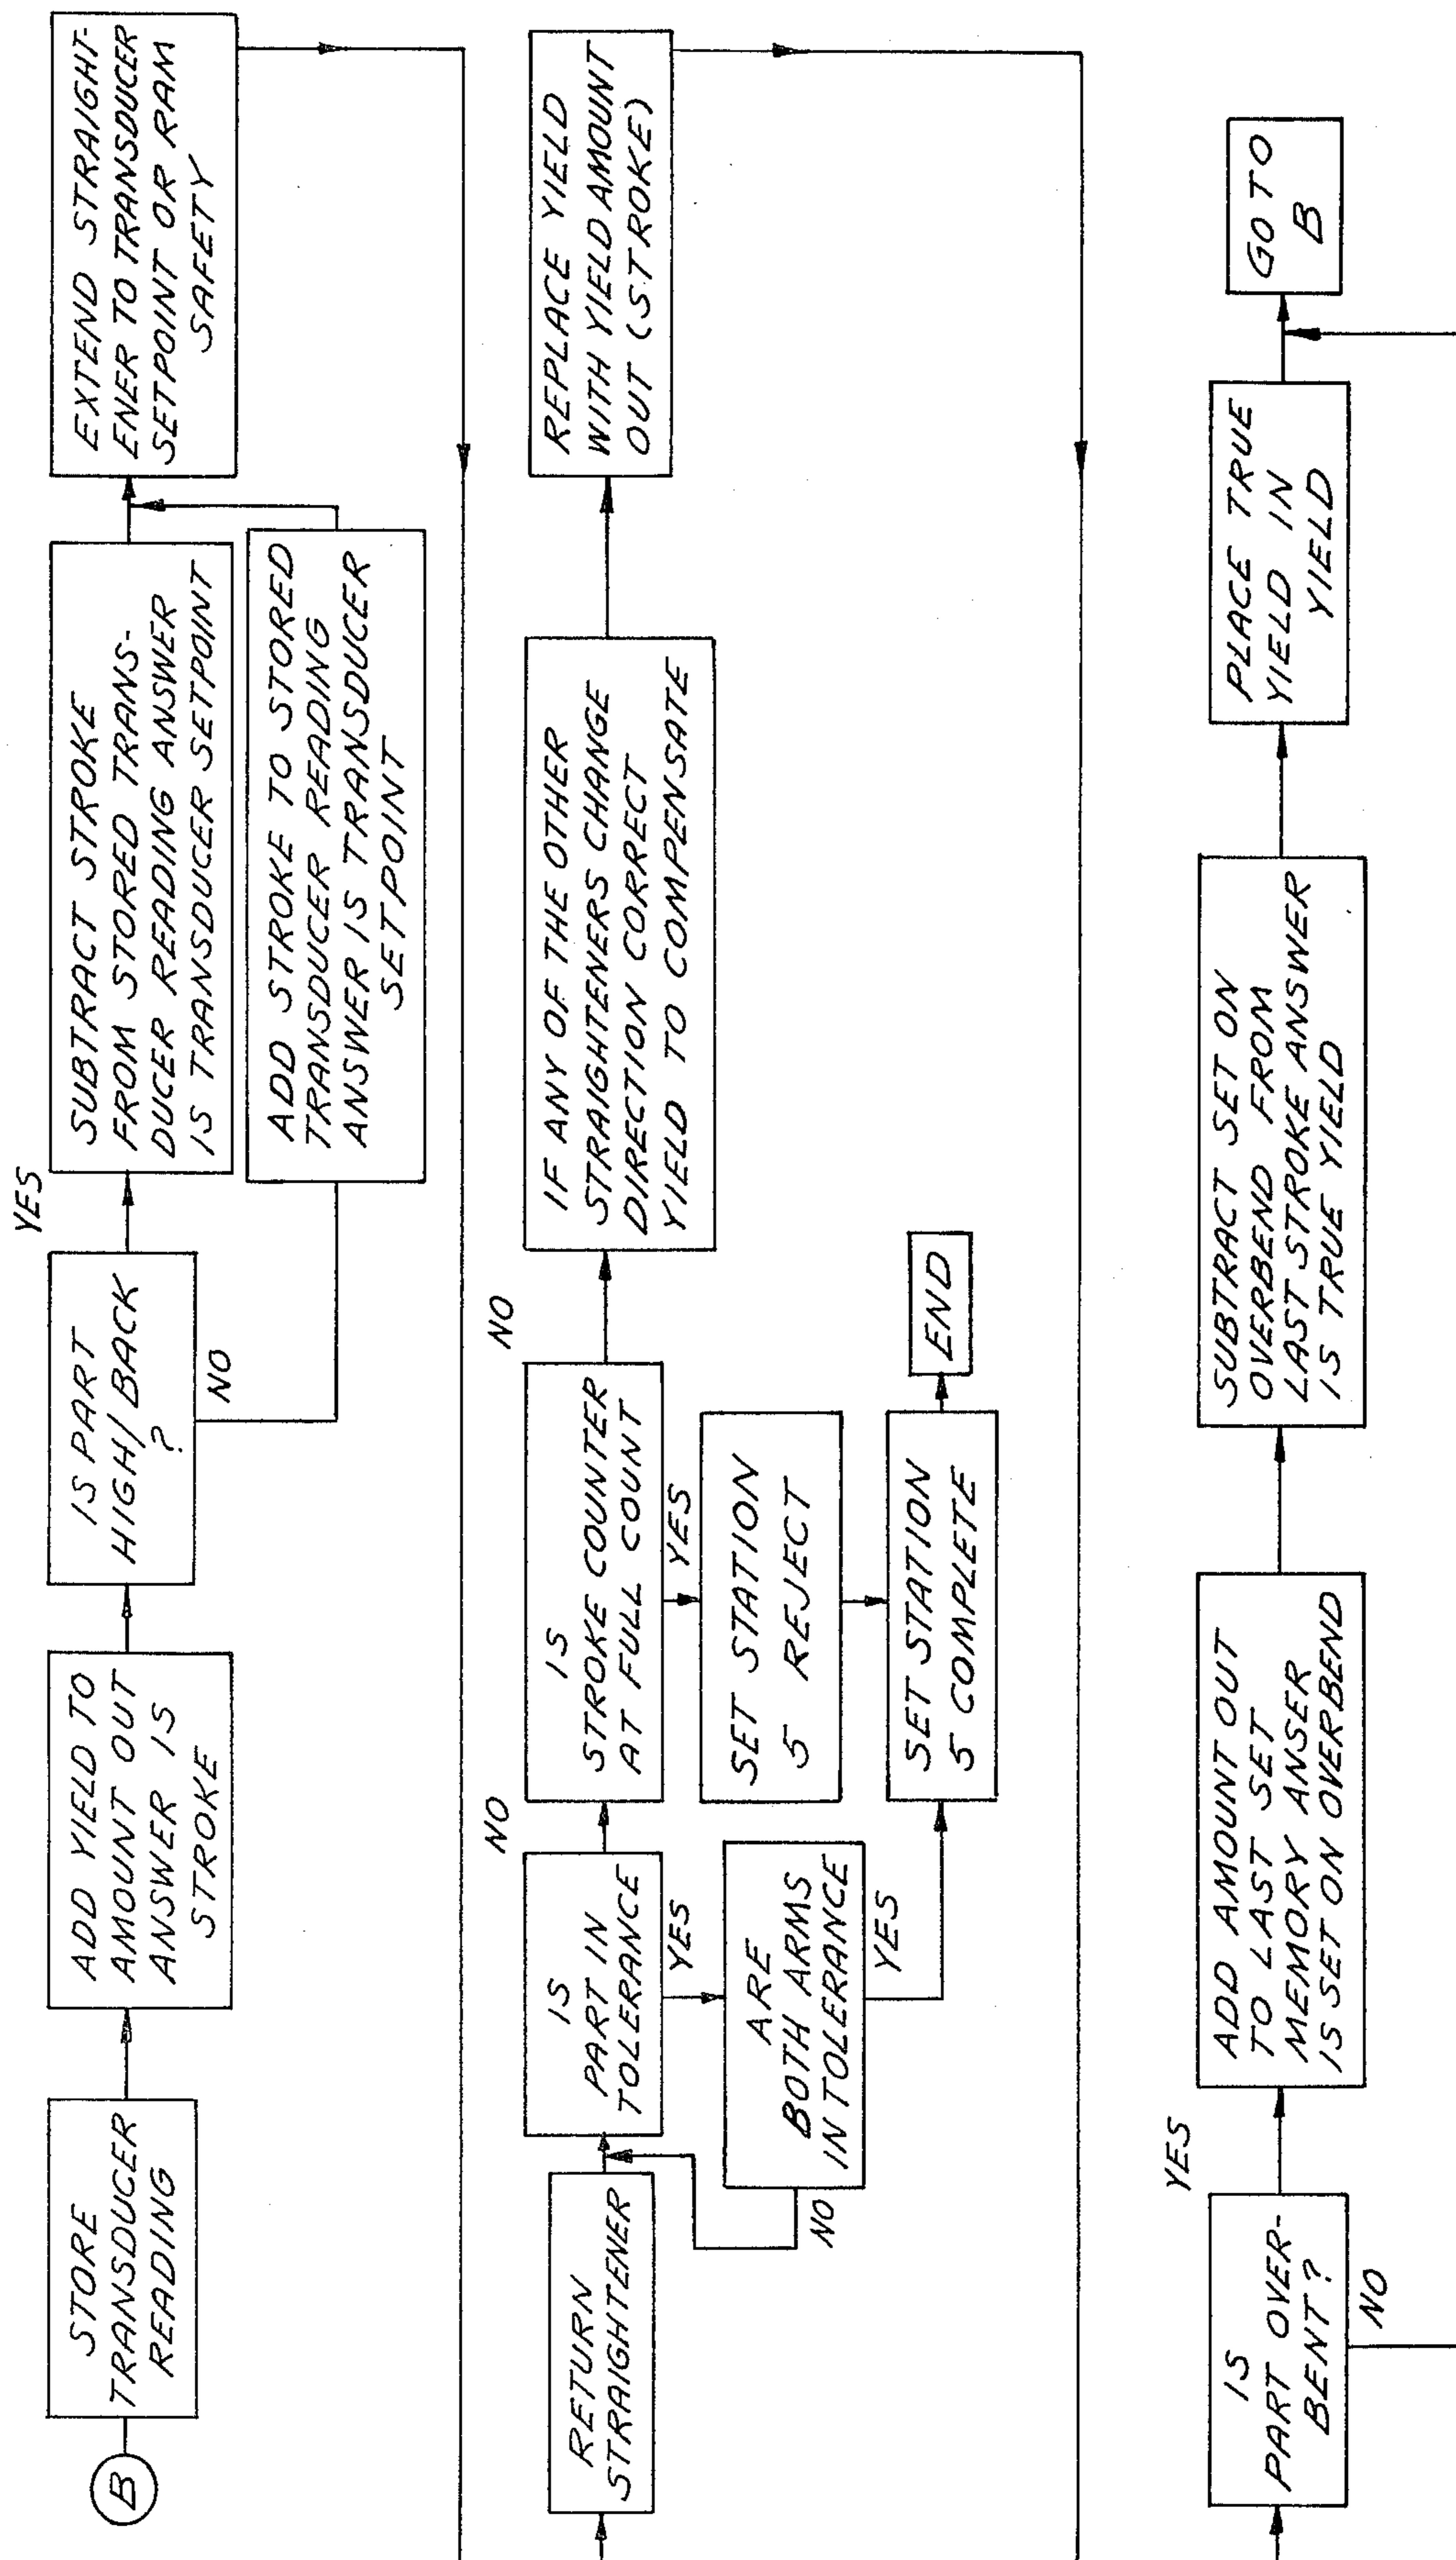 B
STORE
TRANSDUCER
READING
ADD YIELD TO
AMOUNT OUT
ANSWER IS
STROKE
IS PART
HIGH/BACK
?
YES
NO
SUBTRACT STROKE
FROM STORED TRANS-
DUCER READING ANSWER
IS TRANSDUCER SETPOINT
ADD STROKE TO STORED
TRANSDUCER READING
ANSWER IS TRANSDUCER
SETPOINT
EXTEND STRAIGHT-
ENER TO TRANSDUCER
SETPOINT OR RAM
SAFETY
RETURN
STRAIGHTENER
IS
PART IN
TOLERANCE
NO
YES
ARE
BOTH ARMS
IN TOLERANCE
NO
YES
IS
STROKE COUNTER
AT FULL COUNT
NO
YES
SET STATION
5 REJECT
SET STATION
5 COMPLETE
END
IF ANY OF THE OTHER
STRAIGHTENERS CHANGE
DIRECTION CORRECT
YIELD TO COMPENSATE
REPLACE YIELD
WITH YIELD AMOUNT
OUT (STROKE)
IS
PART OVER-
BENT?
YES
NO
ADD AMOUNT OUT
TO LAST SET
MEMORY ANSER
IS SET ON OVERBEND
SUBTRACT SET ON
OVERBEND FROM
LAST STROKE ANSWER
IS TRUE YIELD
PLACE TRUE
YIELD IN
YIELD
GO TO
B